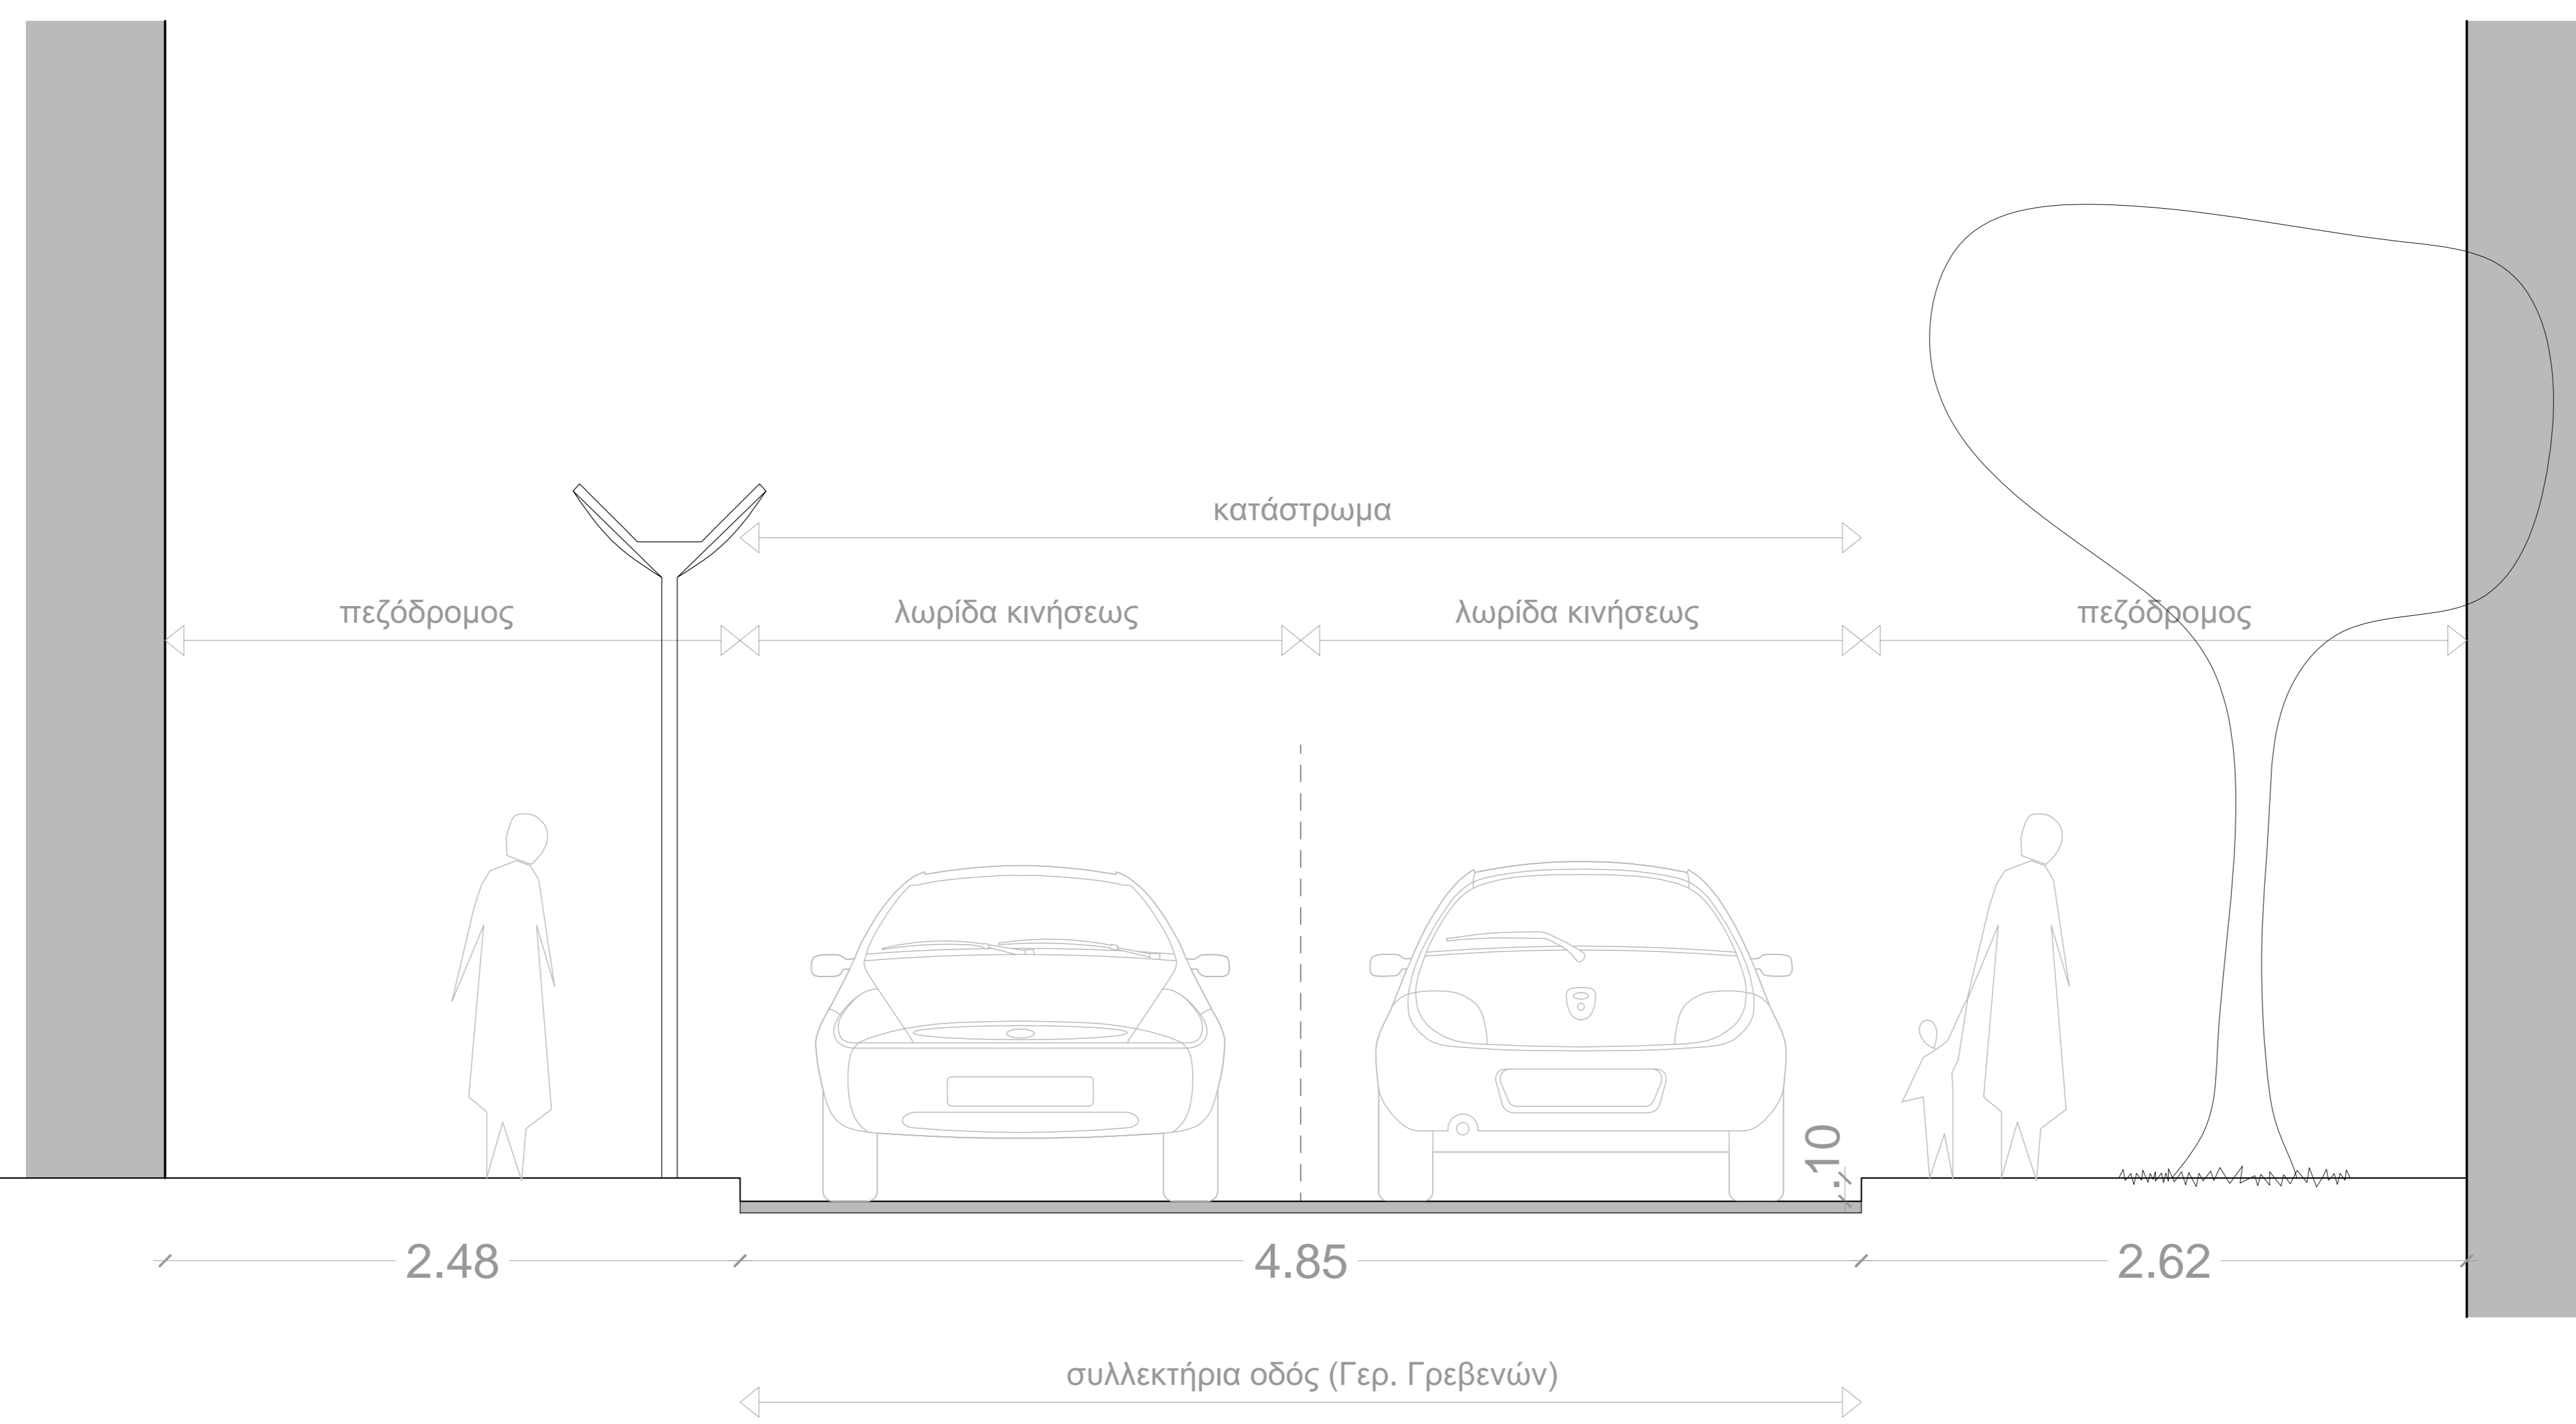 κατάστρωμα
πεζόδρομος
λωρίδα κινήσεως
λωρίδα κινήσεως
πεζόδρομος
.10
2.48
4.85
2.62
συλλεκτήρια οδός (Γερ. Γρεβενών)